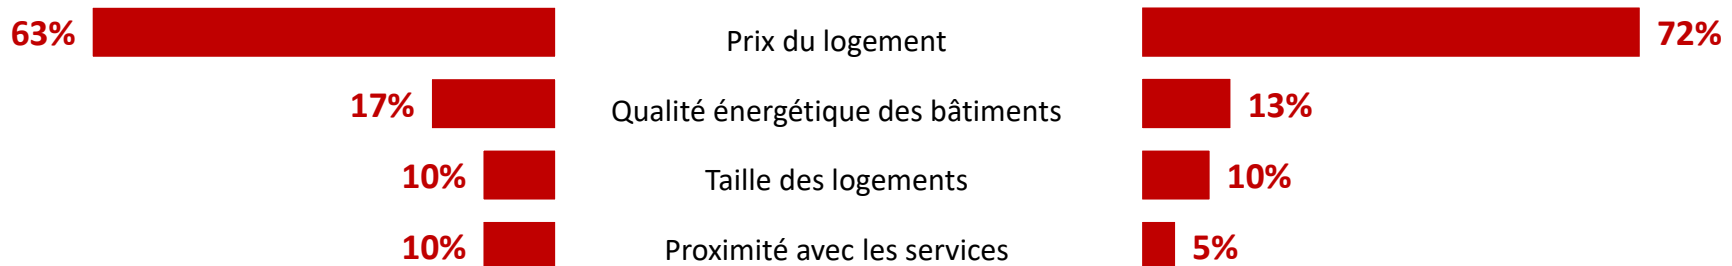 63% Prix du logement 72%
17% Qualité énergétique des bâtiments 13%
10% Taille des logements 10%
10% Proximité avec les services 5%